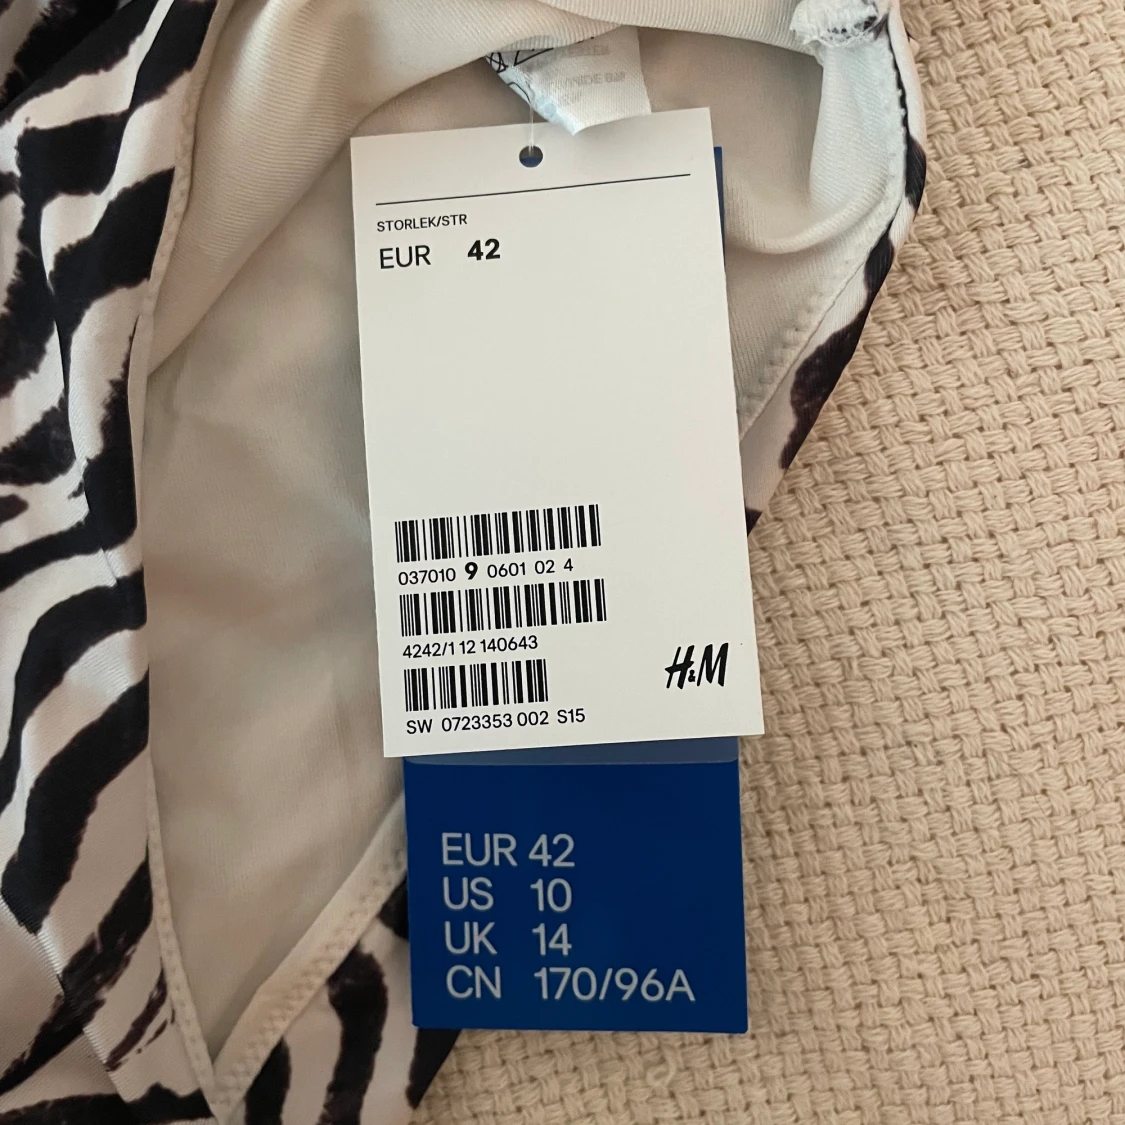 STORLEK/STR
EUR 42
037010 9 0601 02 4
4242/1 12 140643
H&M
SW 0723353 002 S15
EUR 42
US 10
UK 14
CN 170/96A